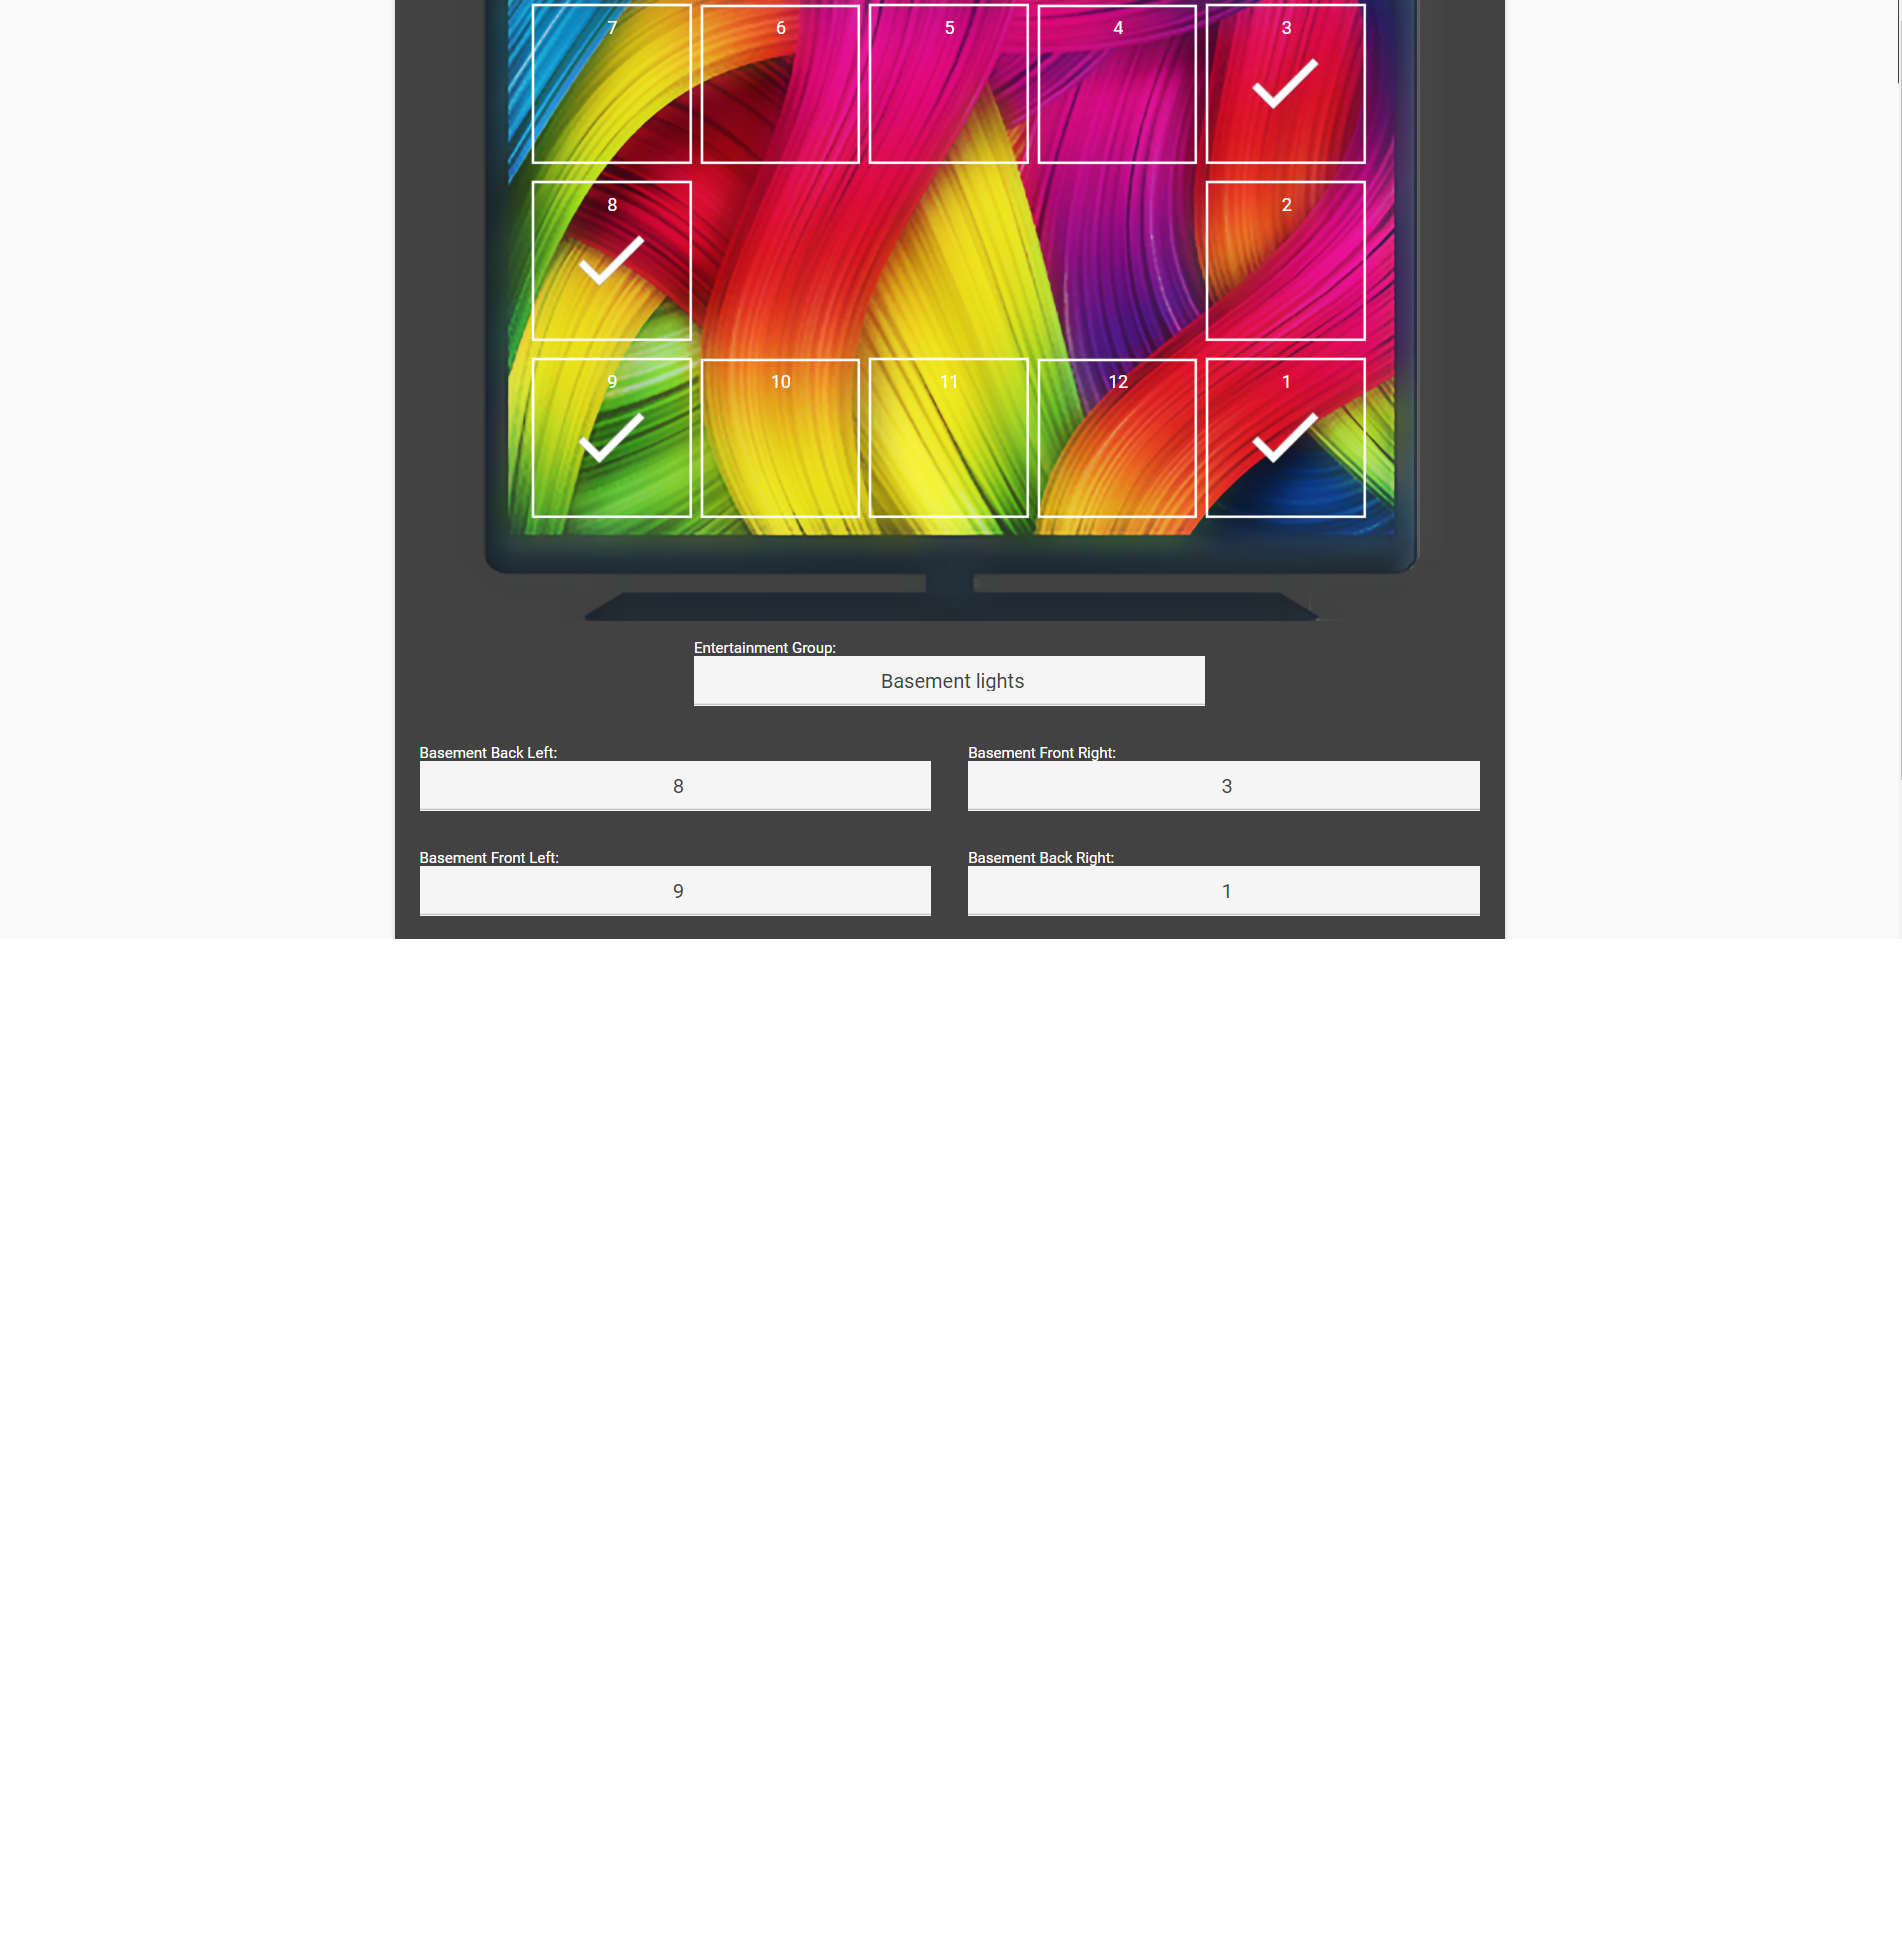 7 6 5 4 3
8 2
9 10 11 12 1
Entertainment Group:
Basement lights
Basement Back Left: Basement Front Right:
8 3
Basement Front Left: Basement Back Right:
9 1